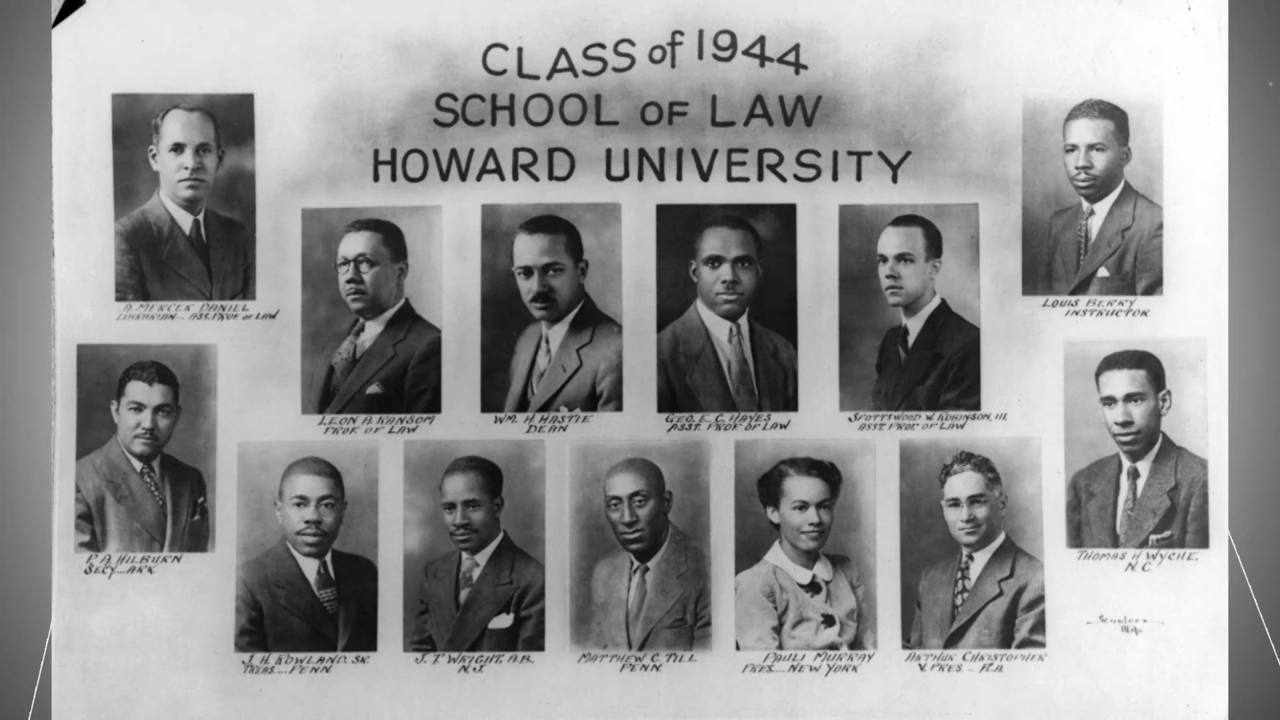 CLASS of 1944
SCHOOL OF LAW
HOWARD UNIVERSITY
A. MERCER DANIEL
LIBRARIAN... ASS. PROF OF LAW
LOUIS BERRY
INSTRUCTOR
LEON A. RANSOM
PROF. OF LAW
WM. H. HASTIE
DEAN
GEO. E. C. HAYES
ASST. PROF OF LAW
SPOTTSWOOD W. ROBINSON, III.
ASST. PROF OF LAW
P. A. HILBURN
SECY...ARK.
THOMAS H WYCHE.
N.C.
J. H. ROWLAND. SR.
TREAS.... PENN.
J. T. WRIGHT, A.B.
N.J.
MATTHEW C. TILL
PENN.
PAULI MURRAY
PRES.... NEW YORK
ARTHUR CHRISTOPHER
V. PRES. ...